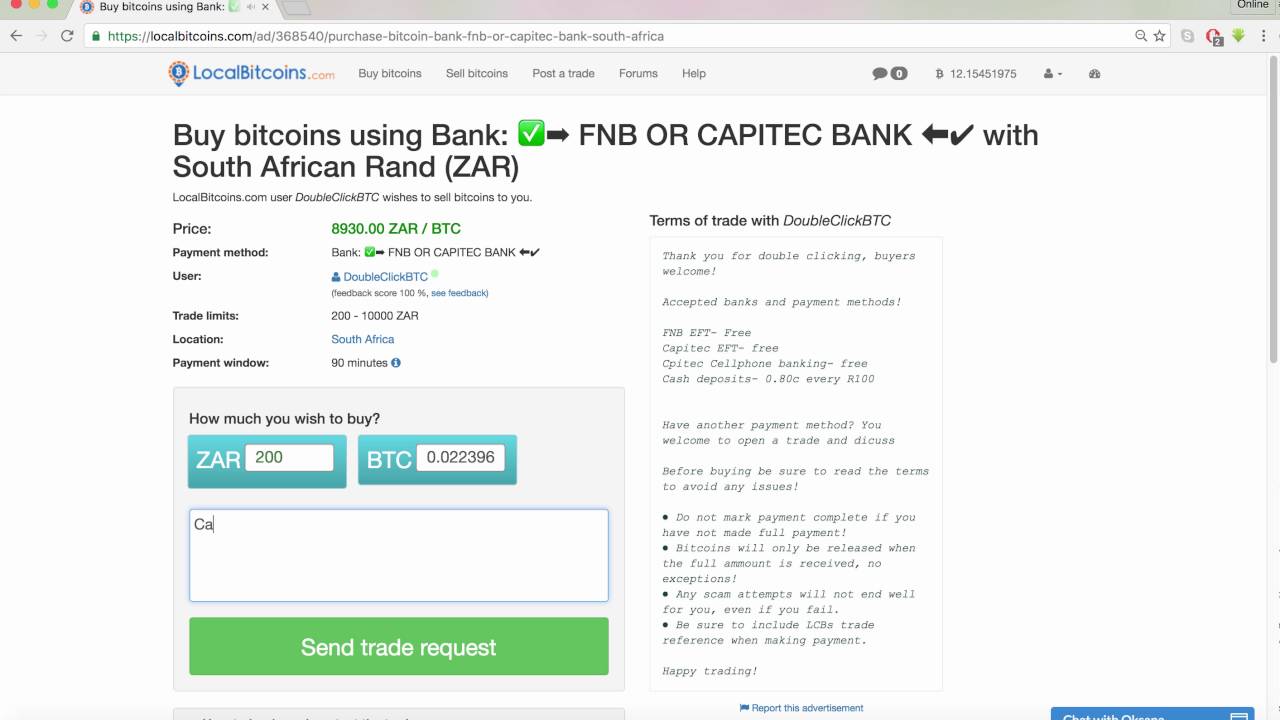 Buy bitcoins using Bank: ✅
Online
https://localbitcoins.com/ad/368540/purchase-bitcoin-bank-fnb-or-capitec-bank-south-africa
2
LocalBitcoins.com Buy bitcoins Sell bitcoins Post a trade Forums Help 0 12.15451975
Buy bitcoins using Bank: ✅➡ FNB OR CAPITEC BANK ⬅✔ with
South African Rand (ZAR)
LocalBitcoins.com user DoubleClickBTC wishes to sell bitcoins to you.
Price: 8930.00 ZAR / BTC
Payment method: Bank: ✅➡ FNB OR CAPITEC BANK ⬅✔
User: DoubleClickBTC
(feedback score 100 %, see feedback)
Trade limits: 200 - 10000 ZAR
Location: South Africa
Payment window: 90 minutes
How much you wish to buy?
ZAR 200 BTC 0.022396
Ca
Send trade request
Terms of trade with DoubleClickBTC
Thank you for double clicking, buyers
welcome!
Accepted banks and payment methods!
FNB EFT- Free
Capitec EFT- free
Cpitec Cellphone banking- free
Cash deposits- 0.80c every R100
Have another payment method? You
welcome to open a trade and dicuss
Before buying be sure to read the terms
to avoid any issues!
● Do not mark payment complete if you
have not made full payment!
● Bitcoins will only be released when
the full ammount is received, no
exceptions!
● Any scam attempts will not end well
for you, even if you fail.
● Be sure to include LCBs trade
reference when making payment.
Happy trading!
Report this advertisement
Chat with Oksana